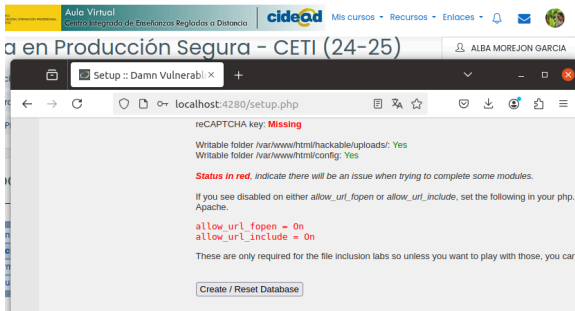 Aula Virtual
Centro Integrado de Enseñanzas Regladas a Distancia
cidead
Mis cursos
Recursos
Enlaces
a en Producción Segura - CETI (24-25)
ALBA MOREJON GARCIA
Setup :: Damn Vulnerabl
localhost:4280/setup.php
reCAPTCHA key: Missing
Writable folder /var/www/html/hackable/uploads/: Yes
Writable folder /var/www/html/config: Yes
Status in red, indicate there will be an issue when trying to complete some modules.
If you see disabled on either allow_url_fopen or allow_url_include, set the following in your php.
Apache.
allow_url_fopen = On
allow_url_include = On
These are only required for the file inclusion labs so unless you want to play with those, you can
Create / Reset Database